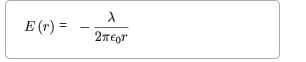 E(r) = − λ / 2πϵ₀r